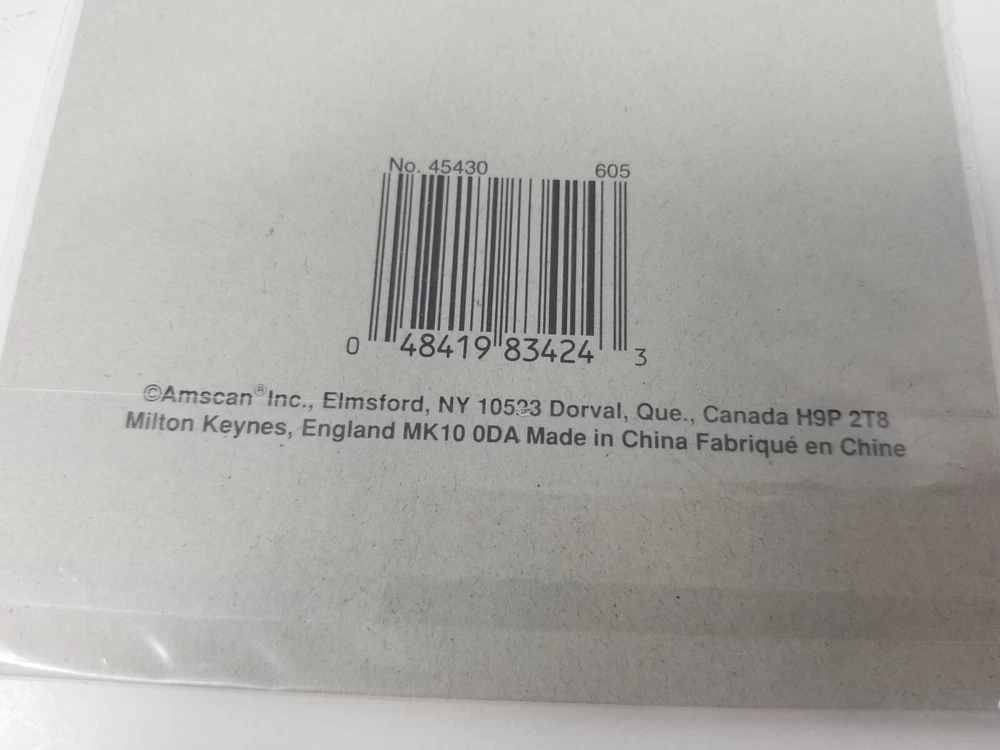 No. 45430 605
0 48419 83424 3
©Amscan® Inc., Elmsford, NY 10523 Dorval, Que., Canada H9P 2T8
Milton Keynes, England MK10 0DA Made in China Fabriqué en Chine